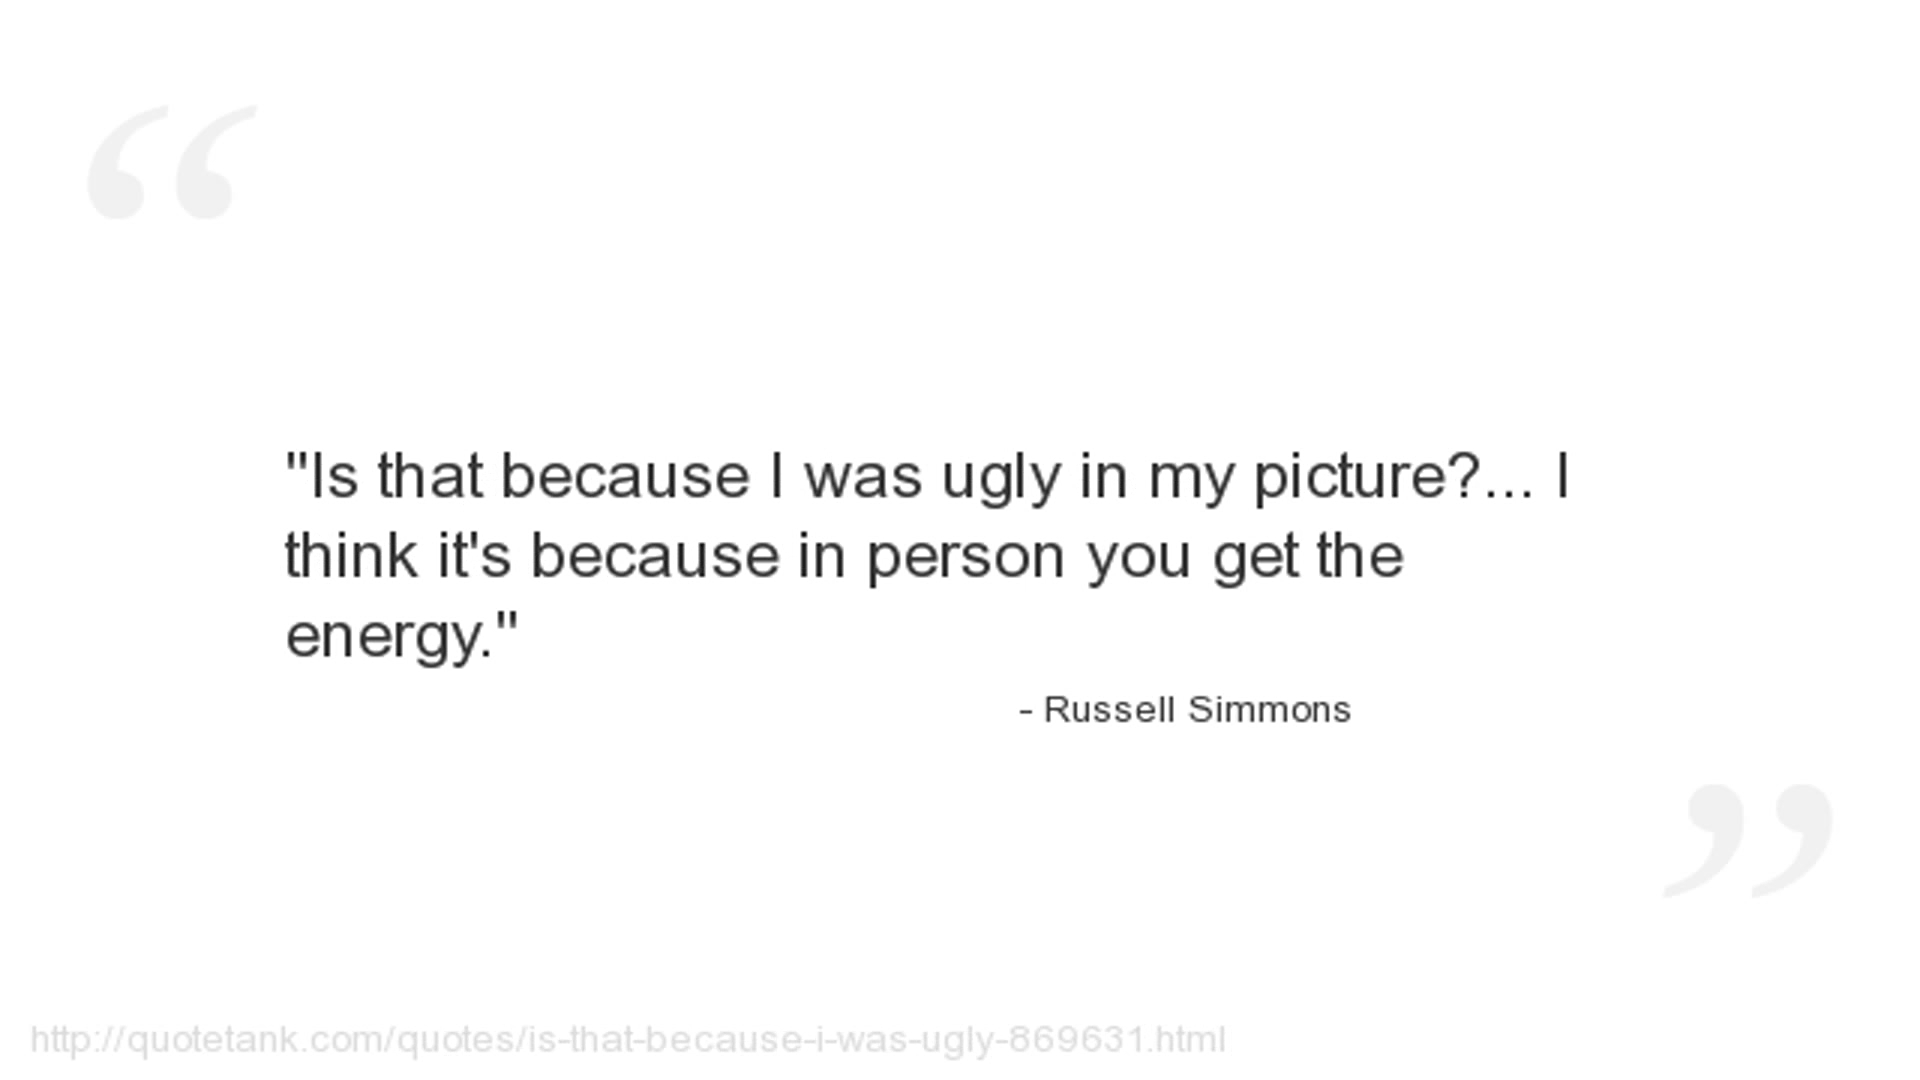 "Is that because I was ugly in my picture?... I
think it's because in person you get the
energy."
- Russell Simmons
http://quotetank.com/quotes/is-that-because-i-was-ugly-869631.html